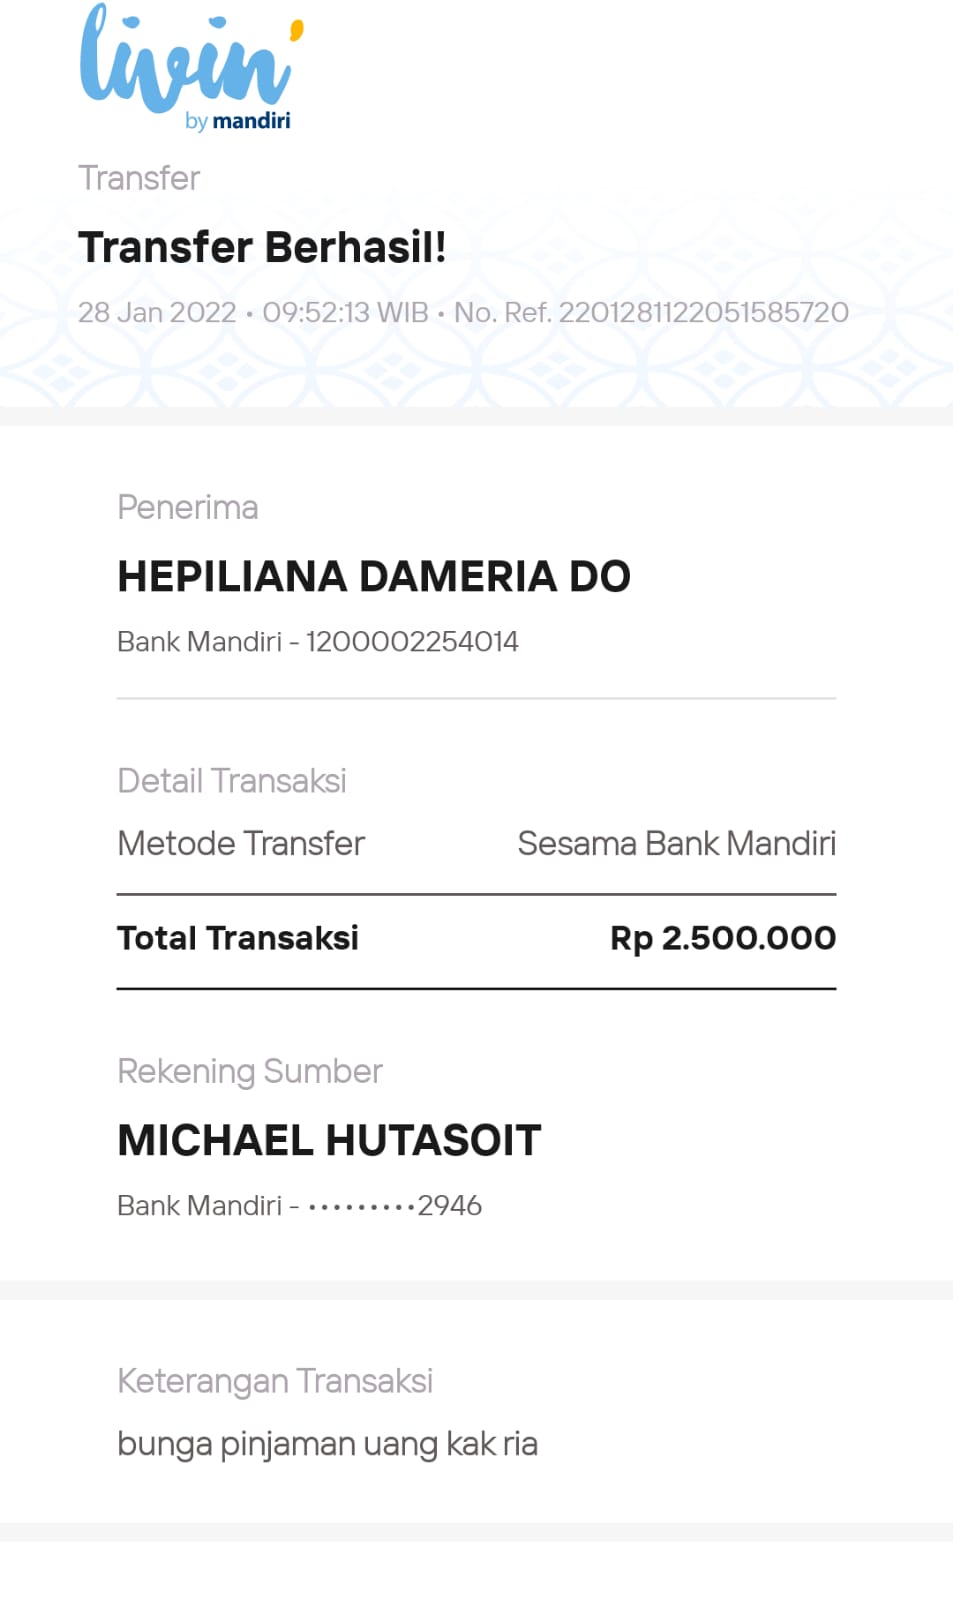 livin'
by mandiri
Transfer
Transfer Berhasil!
28 Jan 2022 • 09:52:13 WIB • No. Ref. 2201281122051585720
Penerima
HEPILIANA DAMERIA DO
Bank Mandiri - 1200002254014
Detail Transaksi
Metode Transfer Sesama Bank Mandiri
Total Transaksi Rp 2.500.000
Rekening Sumber
MICHAEL HUTASOIT
Bank Mandiri - •••••••••2946
Keterangan Transaksi
bunga pinjaman uang kak ria